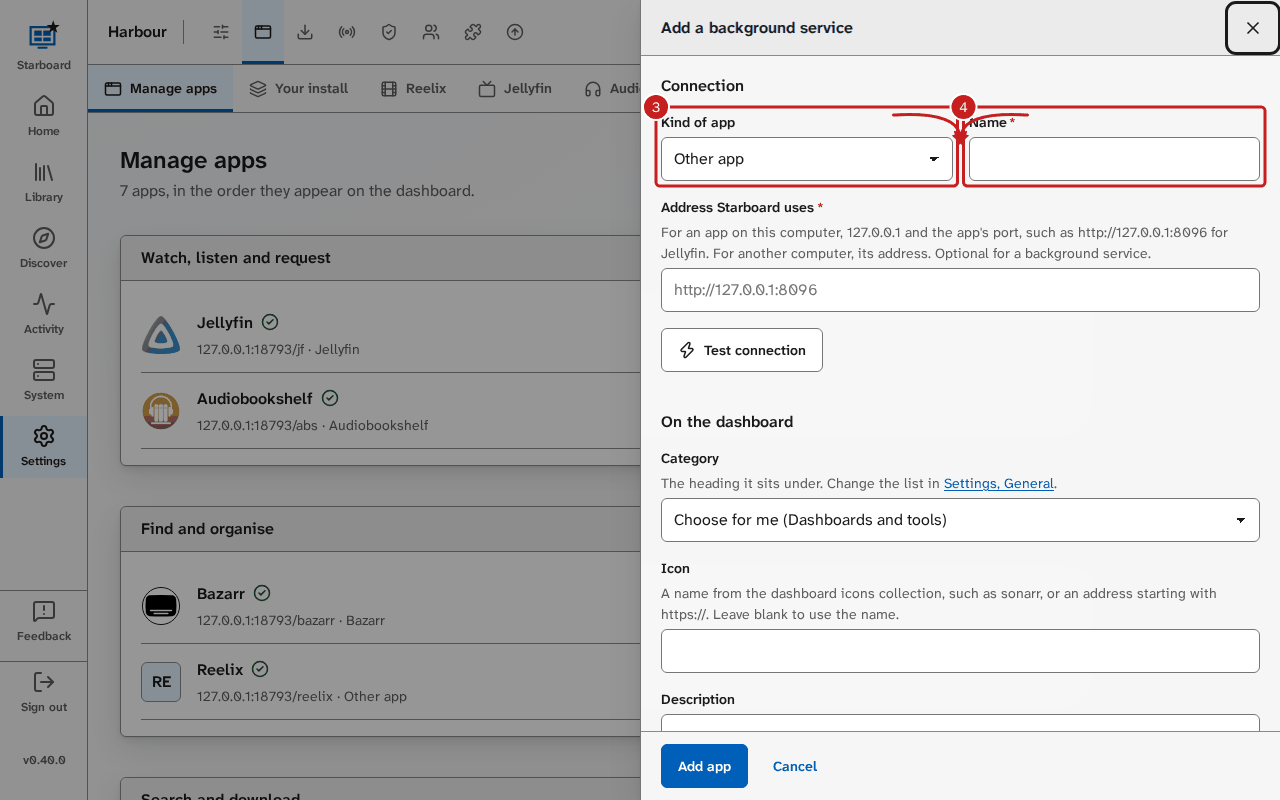 Starboard
Home
Library
Discover
Activity
System
Settings
Feedback
Sign out
v0.40.0
Harbour
Manage apps
Your install
Reelix
Jellyfin
Manage apps
7 apps, in the order they appear on the dashboard.
Watch, listen and request
Jellyfin
127.0.0.1:18793/jf · Jellyfin
Audiobookshelf
127.0.0.1:18793/abs · Audiobookshelf
Find and organise
Bazarr
127.0.0.1:18793/bazarr · Bazarr
RE
Reelix
127.0.0.1:18793/reelix · Other app
Search and download
Add a background service
Connection
3
4
Kind of app
Name *
Other app
Address Starboard uses *
For an app on this computer, 127.0.0.1 and the app's port, such as http://127.0.0.1:8096 for
Jellyfin. For another computer, its address. Optional for a background service.
http://127.0.0.1:8096
Test connection
On the dashboard
Category
The heading it sits under. Change the list in Settings, General.
Choose for me (Dashboards and tools)
Icon
A name from the dashboard icons collection, such as sonarr, or an address starting with
https://. Leave blank to use the name.
Description
Add app
Cancel